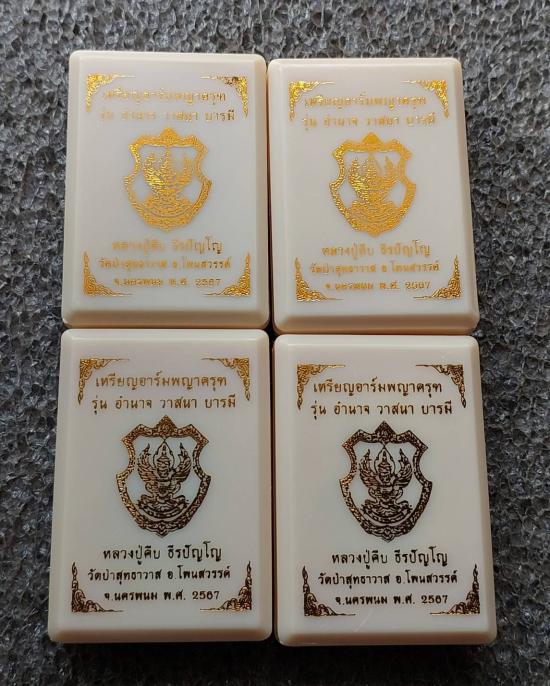 เหรียญอาร์มพญาครุฑ
รุ่น อำนาจ วาสนา บารมี
หลวงปู่คีบ ธีรปัญโญ
วัดป่าสุทธาวาส อ.โพนสวรรค์
จ.นครพนม พ.ศ. 2567
เหรียญอาร์มพญาครุฑ
รุ่น อำนาจ วาสนา บารมี
หลวงปู่คีบ ธีรปัญโญ
วัดป่าสุทธาวาส อ.โพนสวรรค์
จ.นครพนม พ.ศ. 2567
เหรียญอาร์มพญาครุฑ
รุ่น อำนาจ วาสนา บารมี
หลวงปู่คีบ ธีรปัญโญ
วัดป่าสุทธาวาส อ.โพนสวรรค์
จ.นครพนม พ.ศ. 2567
เหรียญอาร์มพญาครุฑ
รุ่น อำนาจ วาสนา บารมี
หลวงปู่คีบ ธีรปัญโญ
วัดป่าสุทธาวาส อ.โพนสวรรค์
จ.นครพนม พ.ศ. 2567